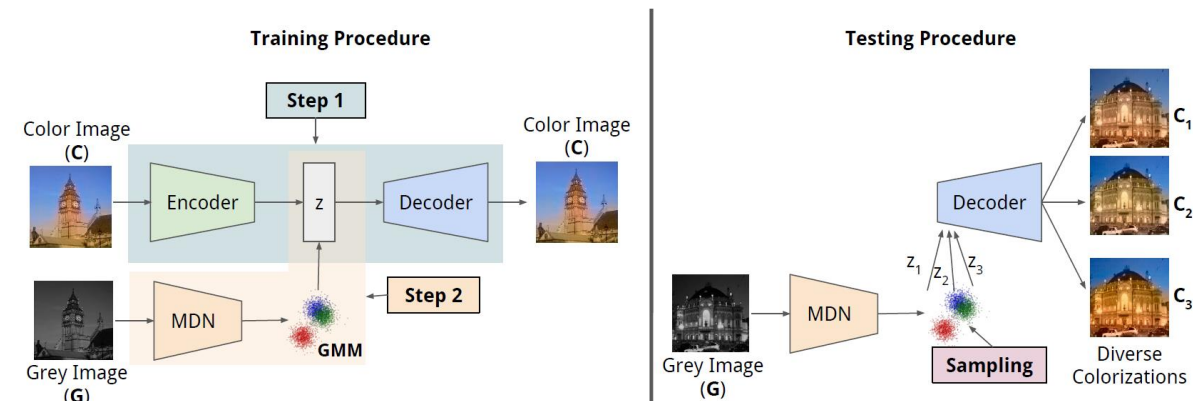 Training Procedure
Step 1
Color Image
(C)
Encoder
z
Decoder
Color Image
(C)
Step 2
MDN
GMM
Grey Image
(G)
Testing Procedure
C1
Decoder
C2
z1
z2
z3
MDN
C3
Sampling
Grey Image
(G)
Diverse
Colorizations